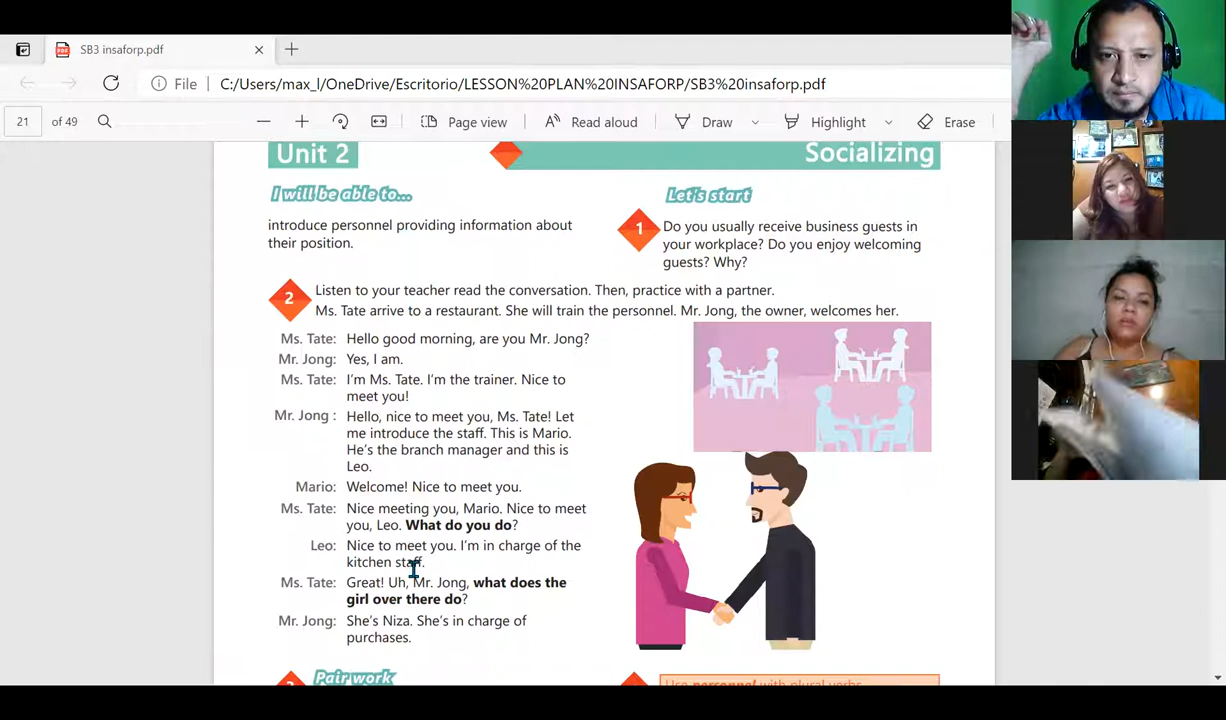 SB3 insaforp.pdf
File
C:/Users/max_l/OneDrive/Escritorio/LESSON%20PLAN%20INSAFORP/SB3%20insaforp.pdf
21 of 49
Page view
Read aloud
Draw
Highlight
Erase
Unit 2
Socializing
I will be able to...
introduce personnel providing information about
their position.
Let's start
1
Do you usually receive business guests in
your workplace? Do you enjoy welcoming
guests? Why?
2
Listen to your teacher read the conversation. Then, practice with a partner.
Ms. Tate arrive to a restaurant. She will train the personnel. Mr. Jong, the owner, welcomes her.
Ms. Tate: Hello good morning, are you Mr. Jong?
Mr. Jong: Yes, I am.
Ms. Tate: I'm Ms. Tate. I'm the trainer. Nice to
meet you!
Mr. Jong : Hello, nice to meet you, Ms. Tate! Let
me introduce the staff. This is Mario.
He's the branch manager and this is
Leo.
Mario: Welcome! Nice to meet you.
Ms. Tate: Nice meeting you, Mario. Nice to meet
you, Leo. What do you do?
Leo: Nice to meet you. I'm in charge of the
kitchen staff.
Ms. Tate: Great! Uh, Mr. Jong, what does the
girl over there do?
Mr. Jong: She's Niza. She's in charge of
purchases.
3
Pair work
Use personnel with plural verbs